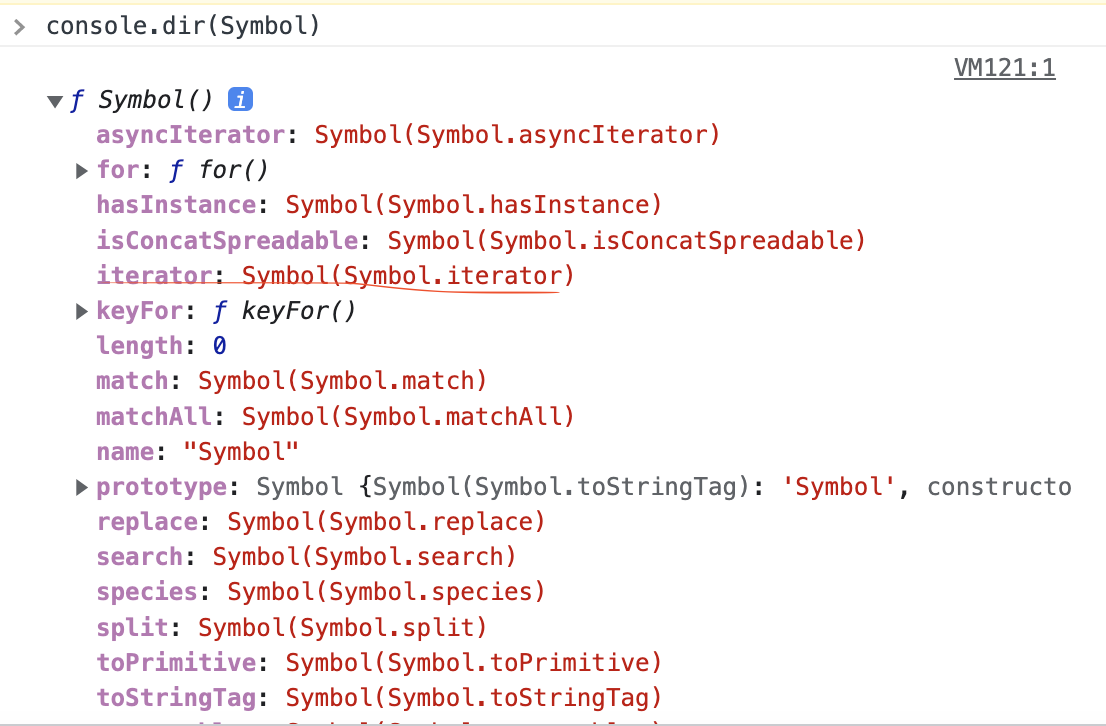 console.dir(Symbol)
VM121:1
ƒ Symbol() i
asyncIterator: Symbol(Symbol.asyncIterator)
for: ƒ for()
hasInstance: Symbol(Symbol.hasInstance)
isConcatSpreadable: Symbol(Symbol.isConcatSpreadable)
iterator: Symbol(Symbol.iterator)
keyFor: ƒ keyFor()
length: 0
match: Symbol(Symbol.match)
matchAll: Symbol(Symbol.matchAll)
name: "Symbol"
prototype: Symbol {Symbol(Symbol.toStringTag): 'Symbol', constructo
replace: Symbol(Symbol.replace)
search: Symbol(Symbol.search)
species: Symbol(Symbol.species)
split: Symbol(Symbol.split)
toPrimitive: Symbol(Symbol.toPrimitive)
toStringTag: Symbol(Symbol.toStringTag)